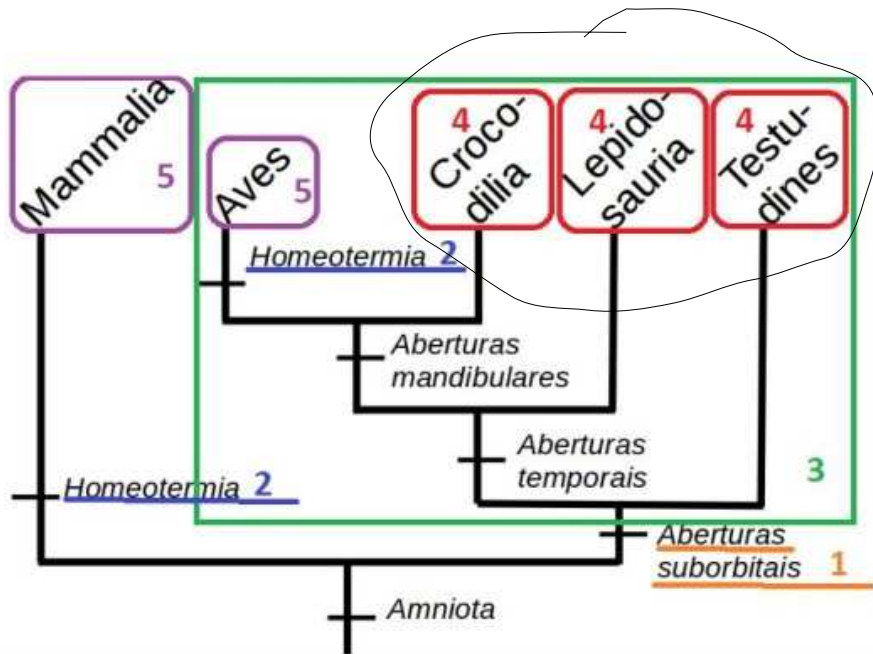 Mammalia
5
Aves
5
Croco-
dilia
4
Lepido-
sauria
4
Testu-
dines
4
Homeotermia 2
Aberturas
mandibulares
Aberturas
temporais
3
Homeotermia 2
Aberturas
suborbitais 1
Amniota